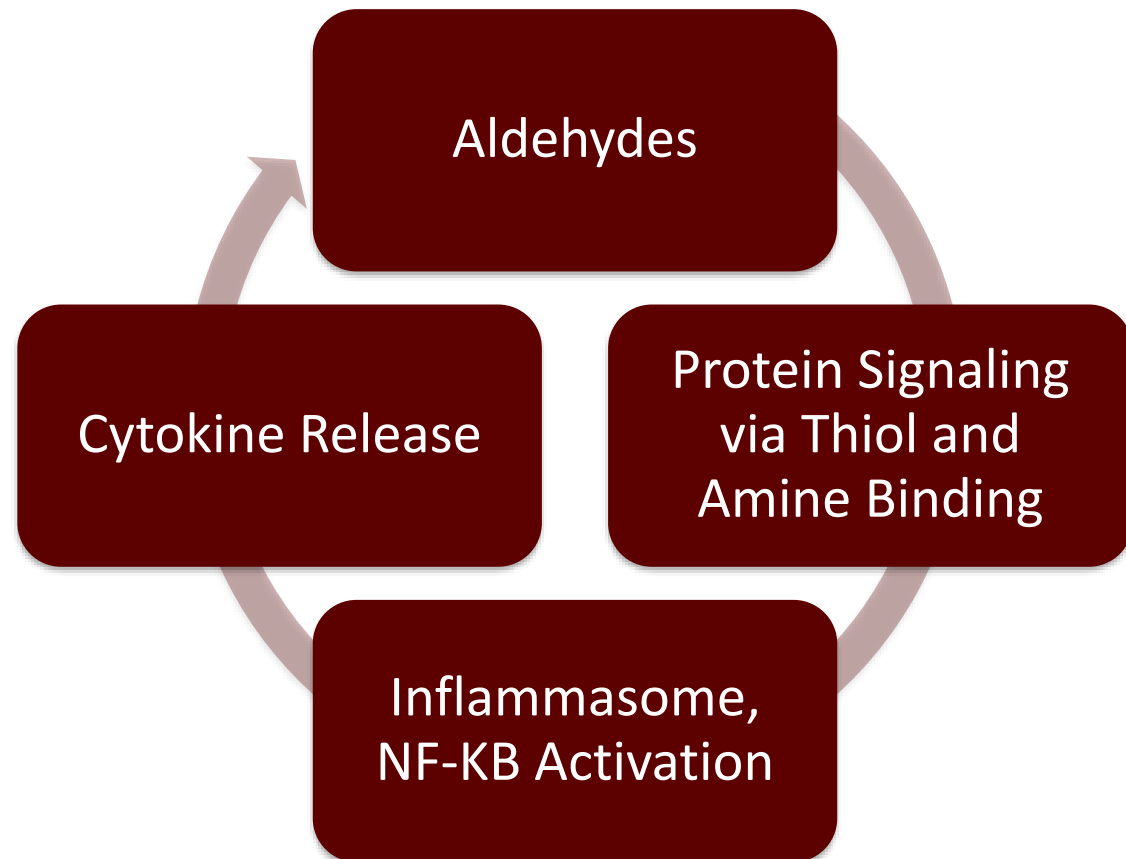 Aldehydes
Protein Signaling
via Thiol and
Amine Binding
Cytokine Release
Inflammasome,
NF-KB Activation